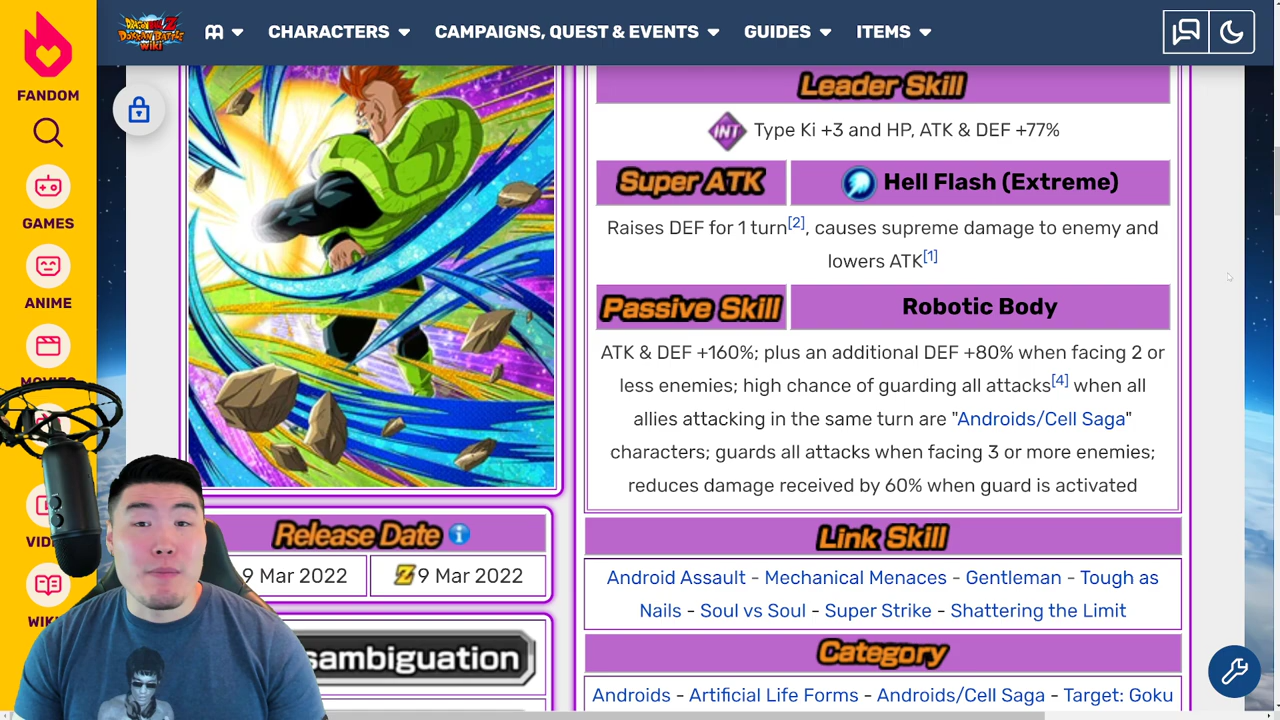 DRAGON BALL Z DOKKAN BATTLE WIKI
CHARACTERS
CAMPAIGNS, QUEST & EVENTS
GUIDES
ITEMS
FANDOM
GAMES
ANIME
MOVIES
VID
WIK
Leader Skill
INT Type Ki +3 and HP, ATK & DEF +77%
Super ATK
Hell Flash (Extreme)
Raises DEF for 1 turn[2], causes supreme damage to enemy and
lowers ATK[1]
Passive Skill
Robotic Body
ATK & DEF +160%; plus an additional DEF +80% when facing 2 or
less enemies; high chance of guarding all attacks[4] when all
allies attacking in the same turn are "Androids/Cell Saga"
characters; guards all attacks when facing 3 or more enemies;
reduces damage received by 60% when guard is activated
Release Date
9 Mar 2022
Z 9 Mar 2022
sambiguation
Link Skill
Android Assault - Mechanical Menaces - Gentleman - Tough as
Nails - Soul vs Soul - Super Strike - Shattering the Limit
Category
Androids - Artificial Life Forms - Androids/Cell Saga - Target: Goku